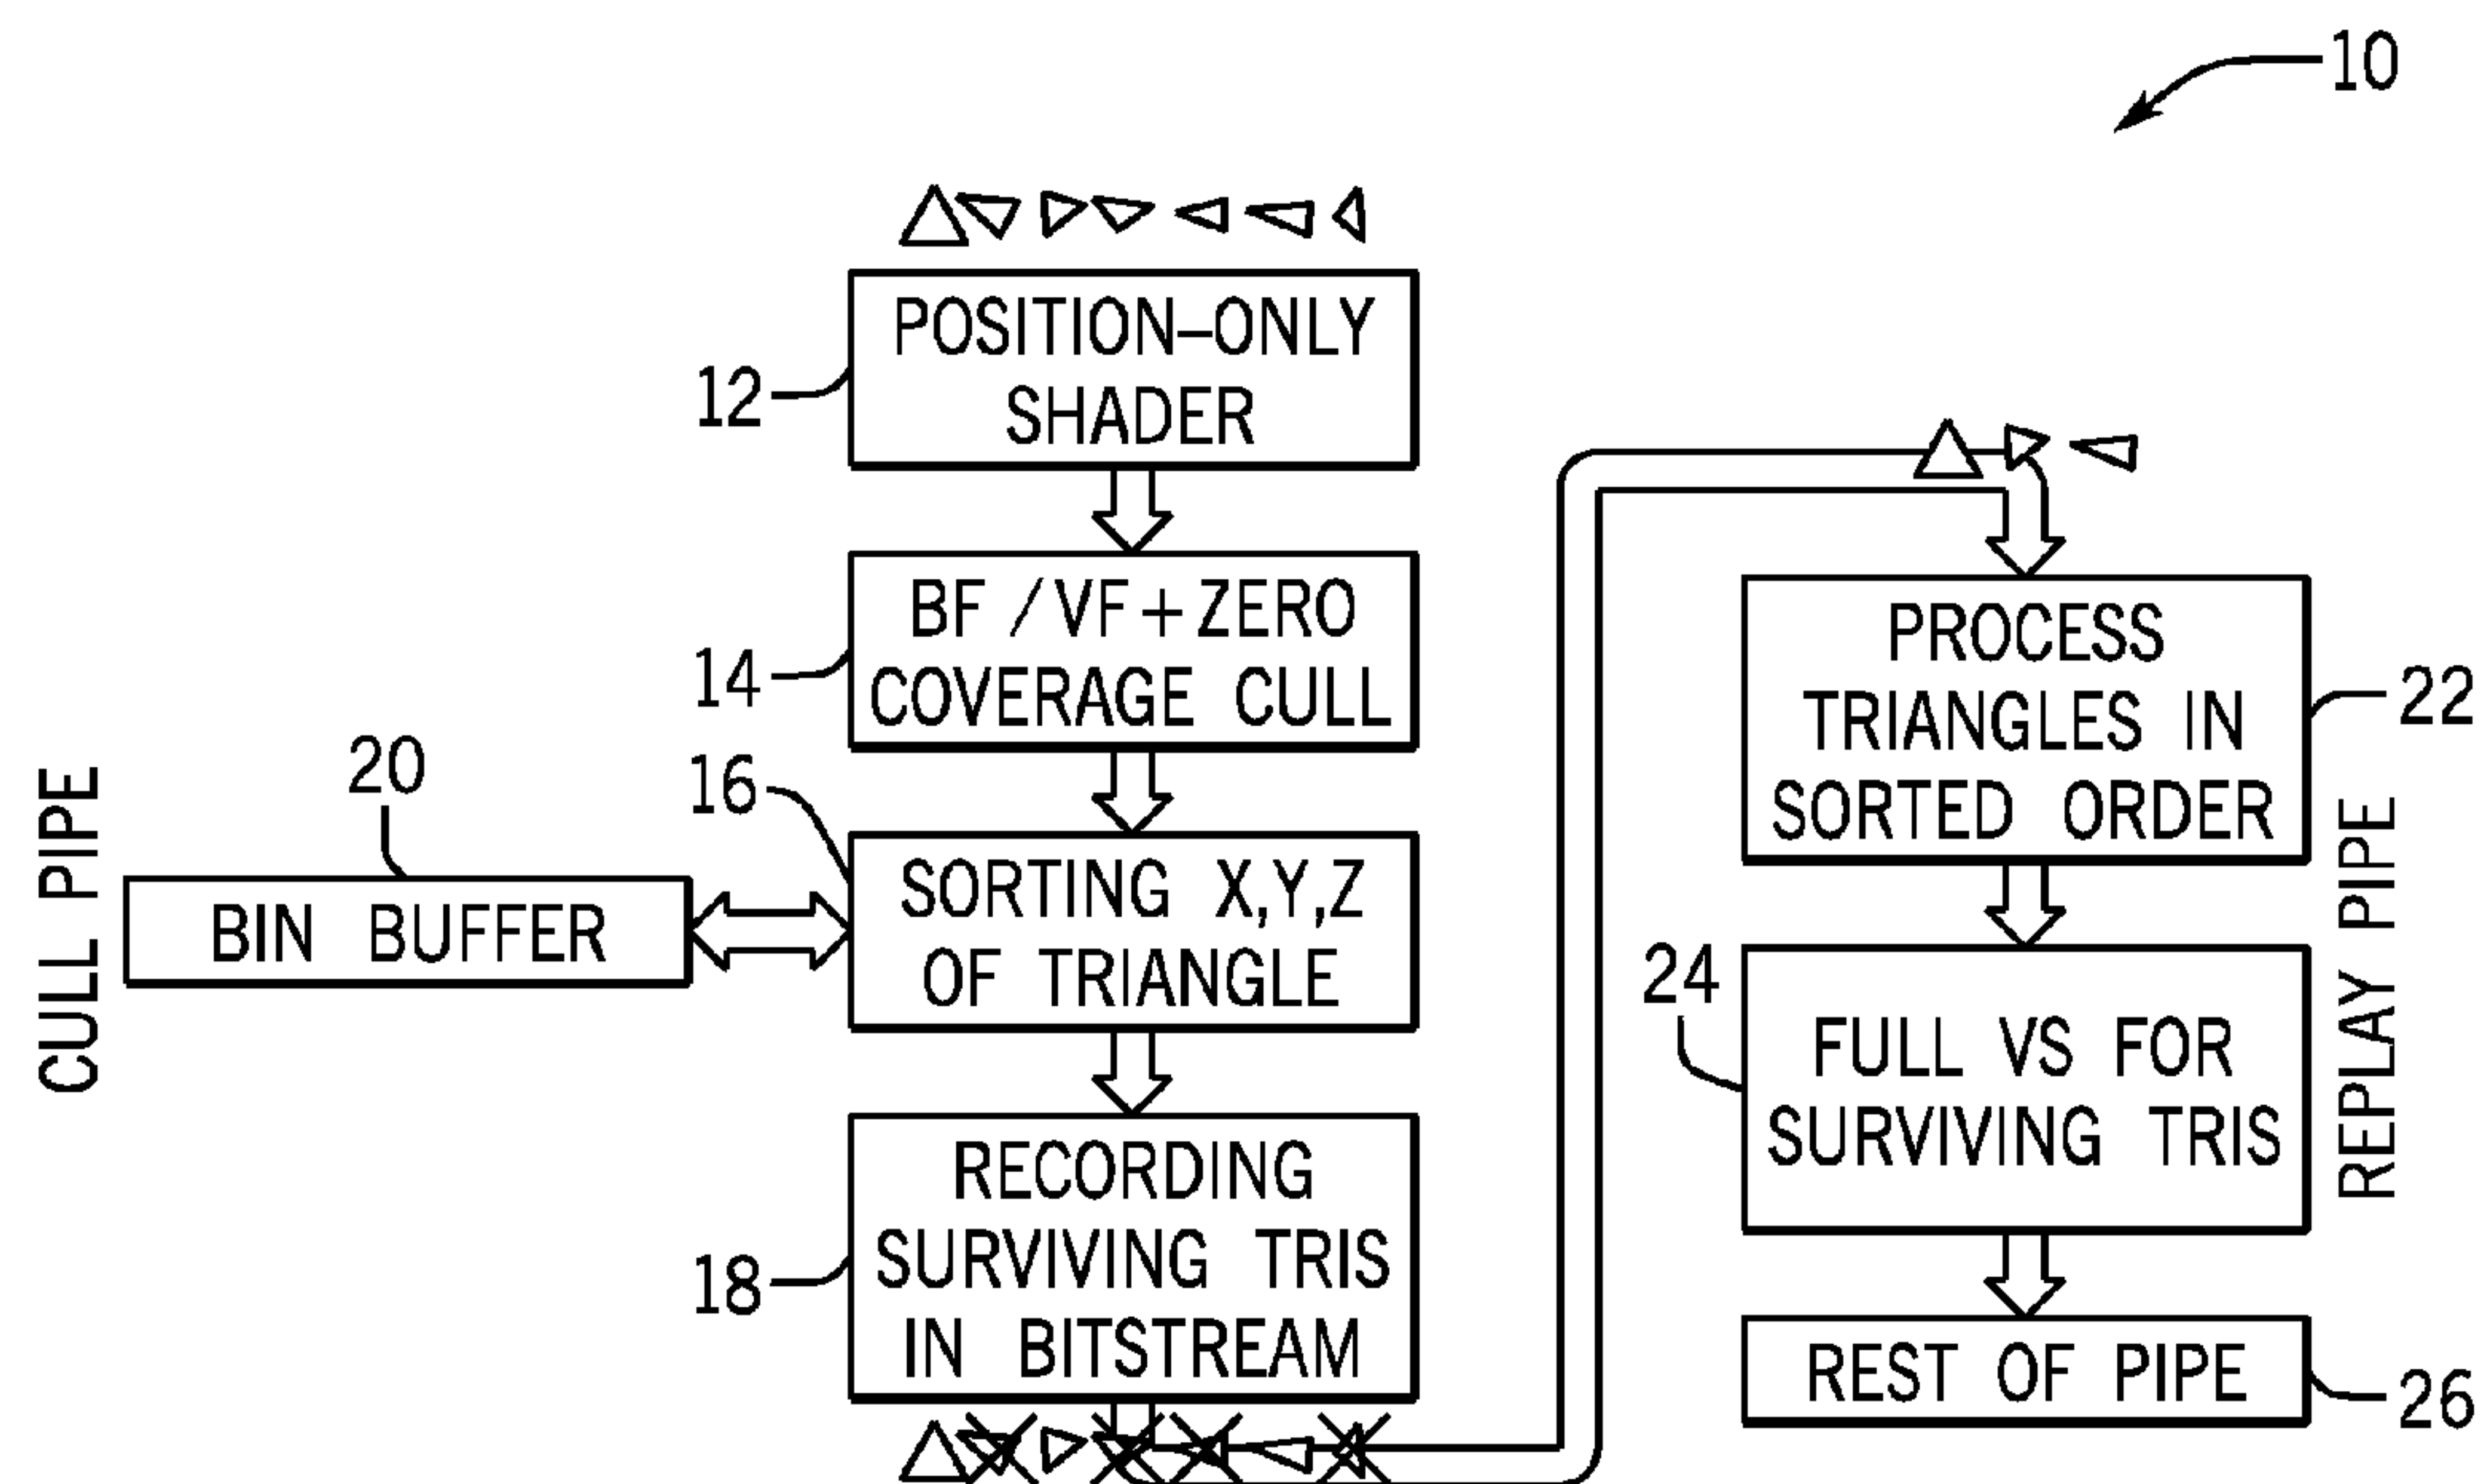 10
POSITION-ONLY
SHADER
12
BF/VF+ZERO
COVERAGE CULL
14
CULL PIPE
20
BIN BUFFER
16
SORTING X,Y,Z
OF TRIANGLE
RECORDING
SURVIVING TRIS
IN BITSTREAM
18
PROCESS
TRIANGLES IN
SORTED ORDER
22
REPLAY PIPE
24
FULL VS FOR
SURVIVING TRIS
REST OF PIPE
26